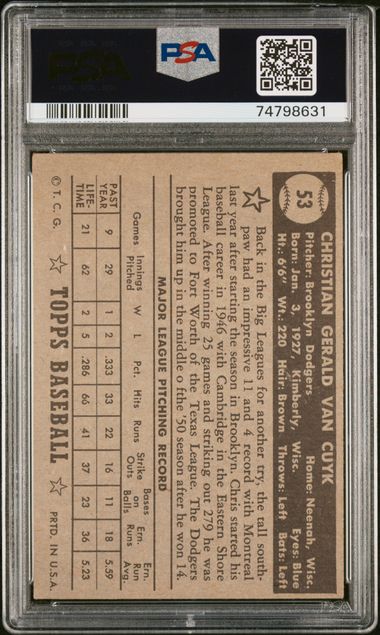 PSA
74798631
53
CHRISTIAN GERALD VAN CUYK
Pitcher: Brooklyn Dodgers Home: Neenah, Wisc.
Born: Jan. 3, 1927, Kimberly, Wisc. Eyes: Blue
Ht.: 6'6" Wt.: 220 Hair: Brown Throws: Left Bats: Left
Back in the Big Leagues for another try, the tall south-
paw had an impressive 11 and 4 record with Montreal
last year after starting the season in Brooklyn. Chris started his
baseball career in 1946 with Cambridge in the Eastern Shore
League. After winning 25 games and striking out 279 he was
promoted to Fort Worth of the Texas League. The Dodgers
brought him up in the middle o fthe '50 season after he won 14.
MAJOR LEAGUE PITCHING RECORD
Games Innings Pitched W L Pct. Hits Runs Strike Outs Bases on Balls Ern. Runs Ern. Run Avg.
PAST YEAR 9 29 1 2 .333 33 22 16 11 18 5.59
LIFE-TIME 21 62 2 5 .286 66 41 37 23 36 5.23
© T. C. G. TOPPS BASEBALL PRTD. IN U.S.A.